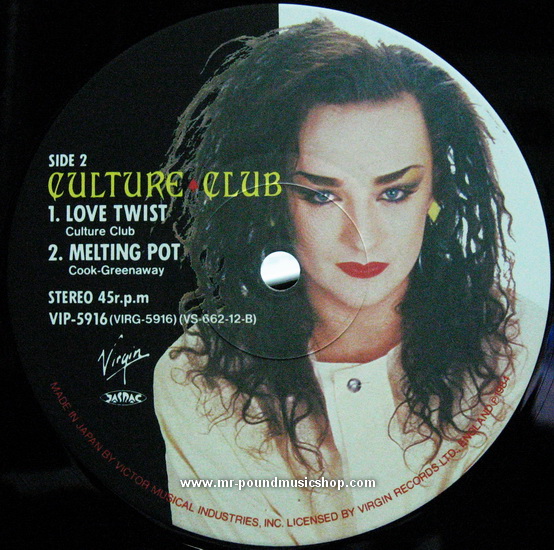 SIDE 2
CULTURE • CLUB
1. LOVE TWIST
Culture Club
2. MELTING POT
Cook-Greenaway
STEREO 45r.p.m
VIP-5916 (VIRG-5916) (VS-662-12-B)
Virgin
JASRAC
MADE IN JAPAN BY VICTOR MUSICAL INDUSTRIES, INC. LICENSED BY VIRGIN RECORDS LTD., ENGLAND ℗1984
www.mr-poundmusicshop.com